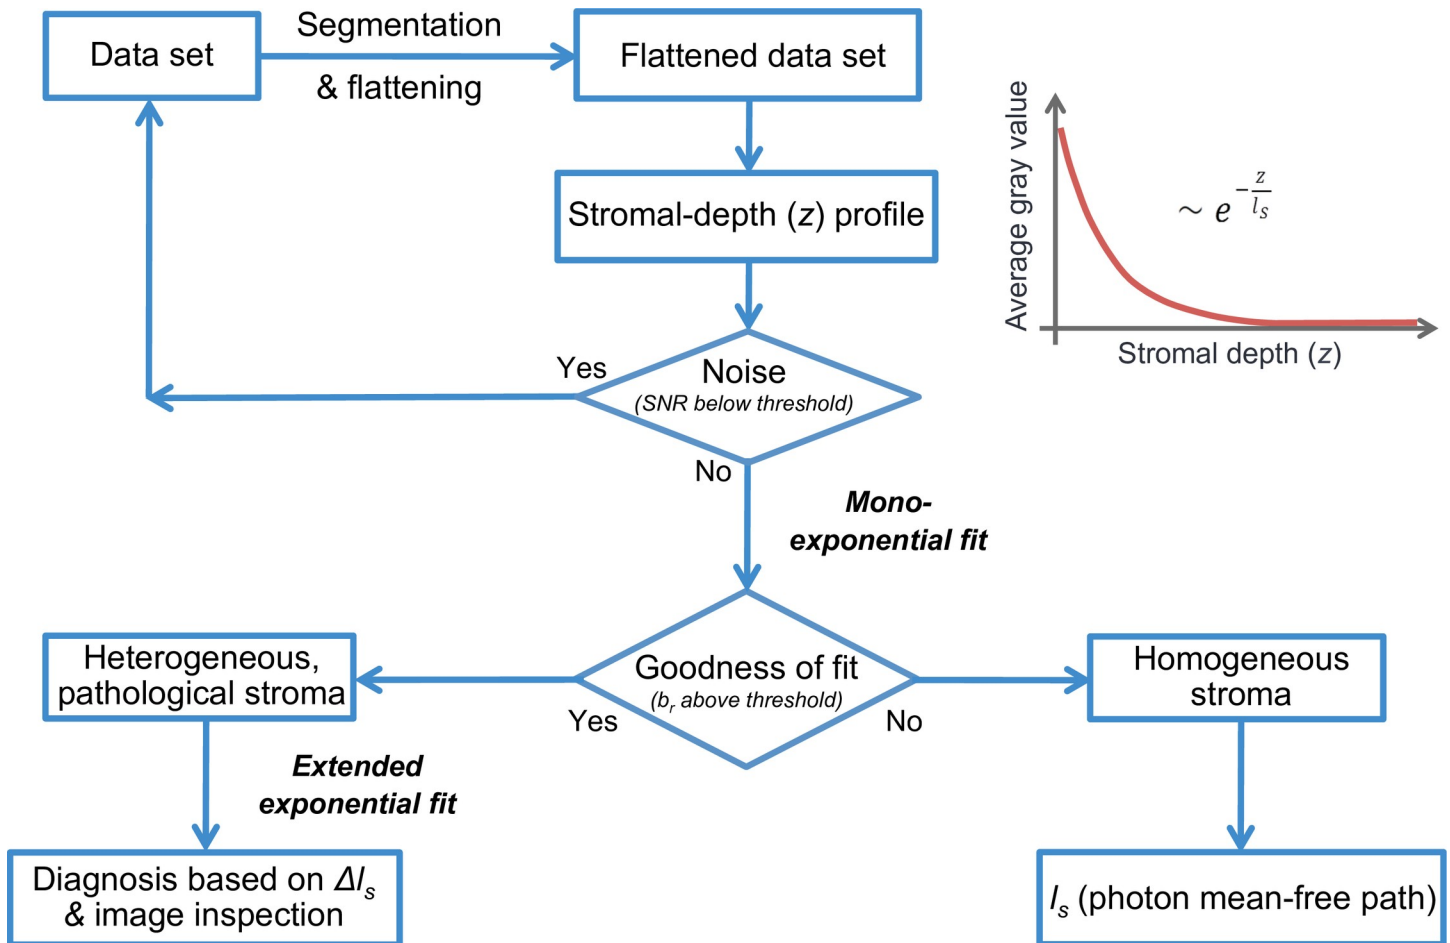 Data set
Segmentation
& flattening
Flattened data set
Stromal-depth (z) profile
Average gray value
∼ e^{-z/l_s}
Stromal depth (z)
Yes
Noise
(SNR below threshold)
No
Mono-
exponential fit
Heterogeneous,
pathological stroma
Goodness of fit
(b_r above threshold)
Yes
No
Homogeneous
stroma
Extended
exponential fit
Diagnosis based on Δl_s
& image inspection
l_s (photon mean-free path)